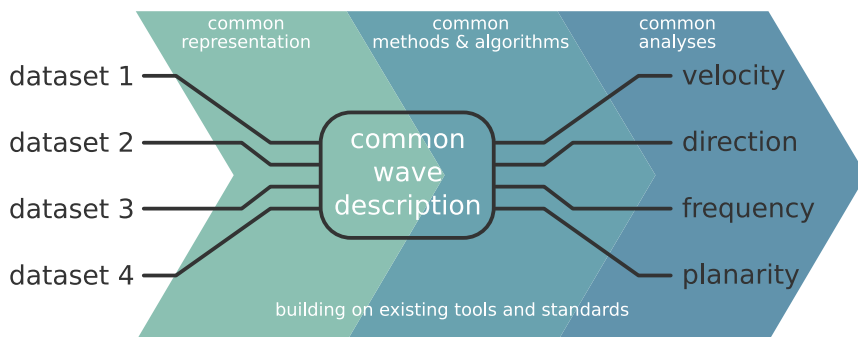 common
representation
common
methods & algorithms
common
analyses
dataset 1
dataset 2
dataset 3
dataset 4
common
wave
description
velocity
direction
frequency
planarity
building on existing tools and standards